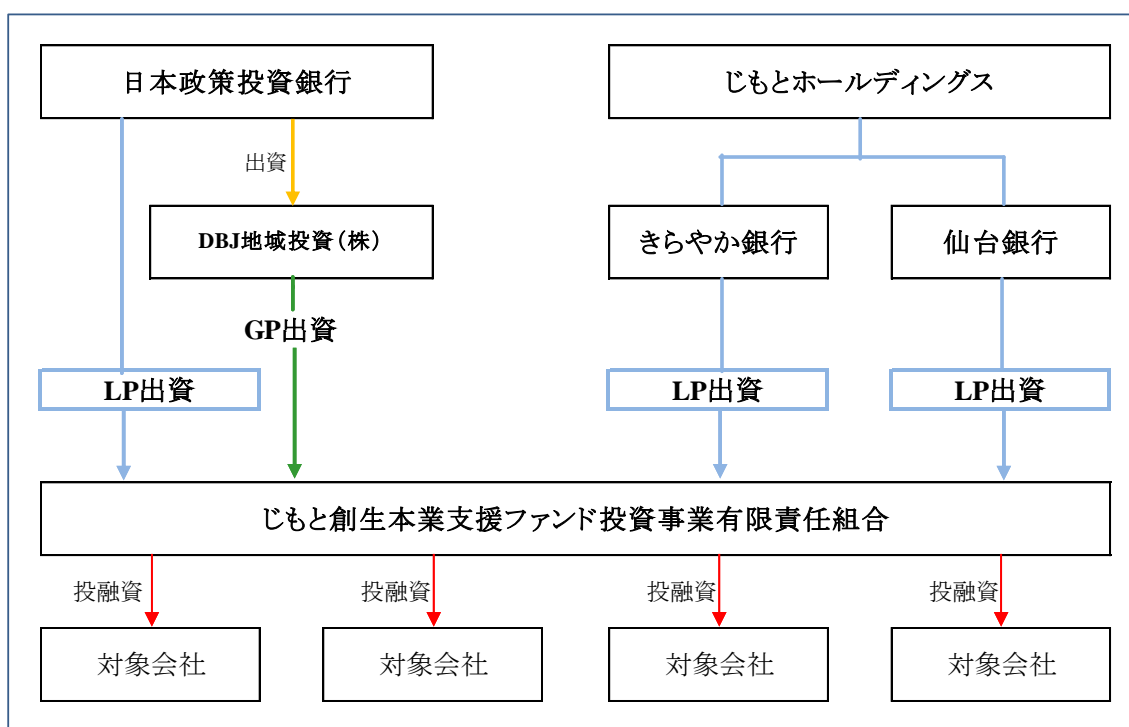 日本政策投資銀行
じもとホールディングス
出資
DBJ地域投資(株)
きらやか銀行
仙台銀行
GP出資
LP出資
LP出資
LP出資
じもと創生本業支援ファンド投資事業有限責任組合
投融資
投融資
投融資
投融資
対象会社
対象会社
対象会社
対象会社